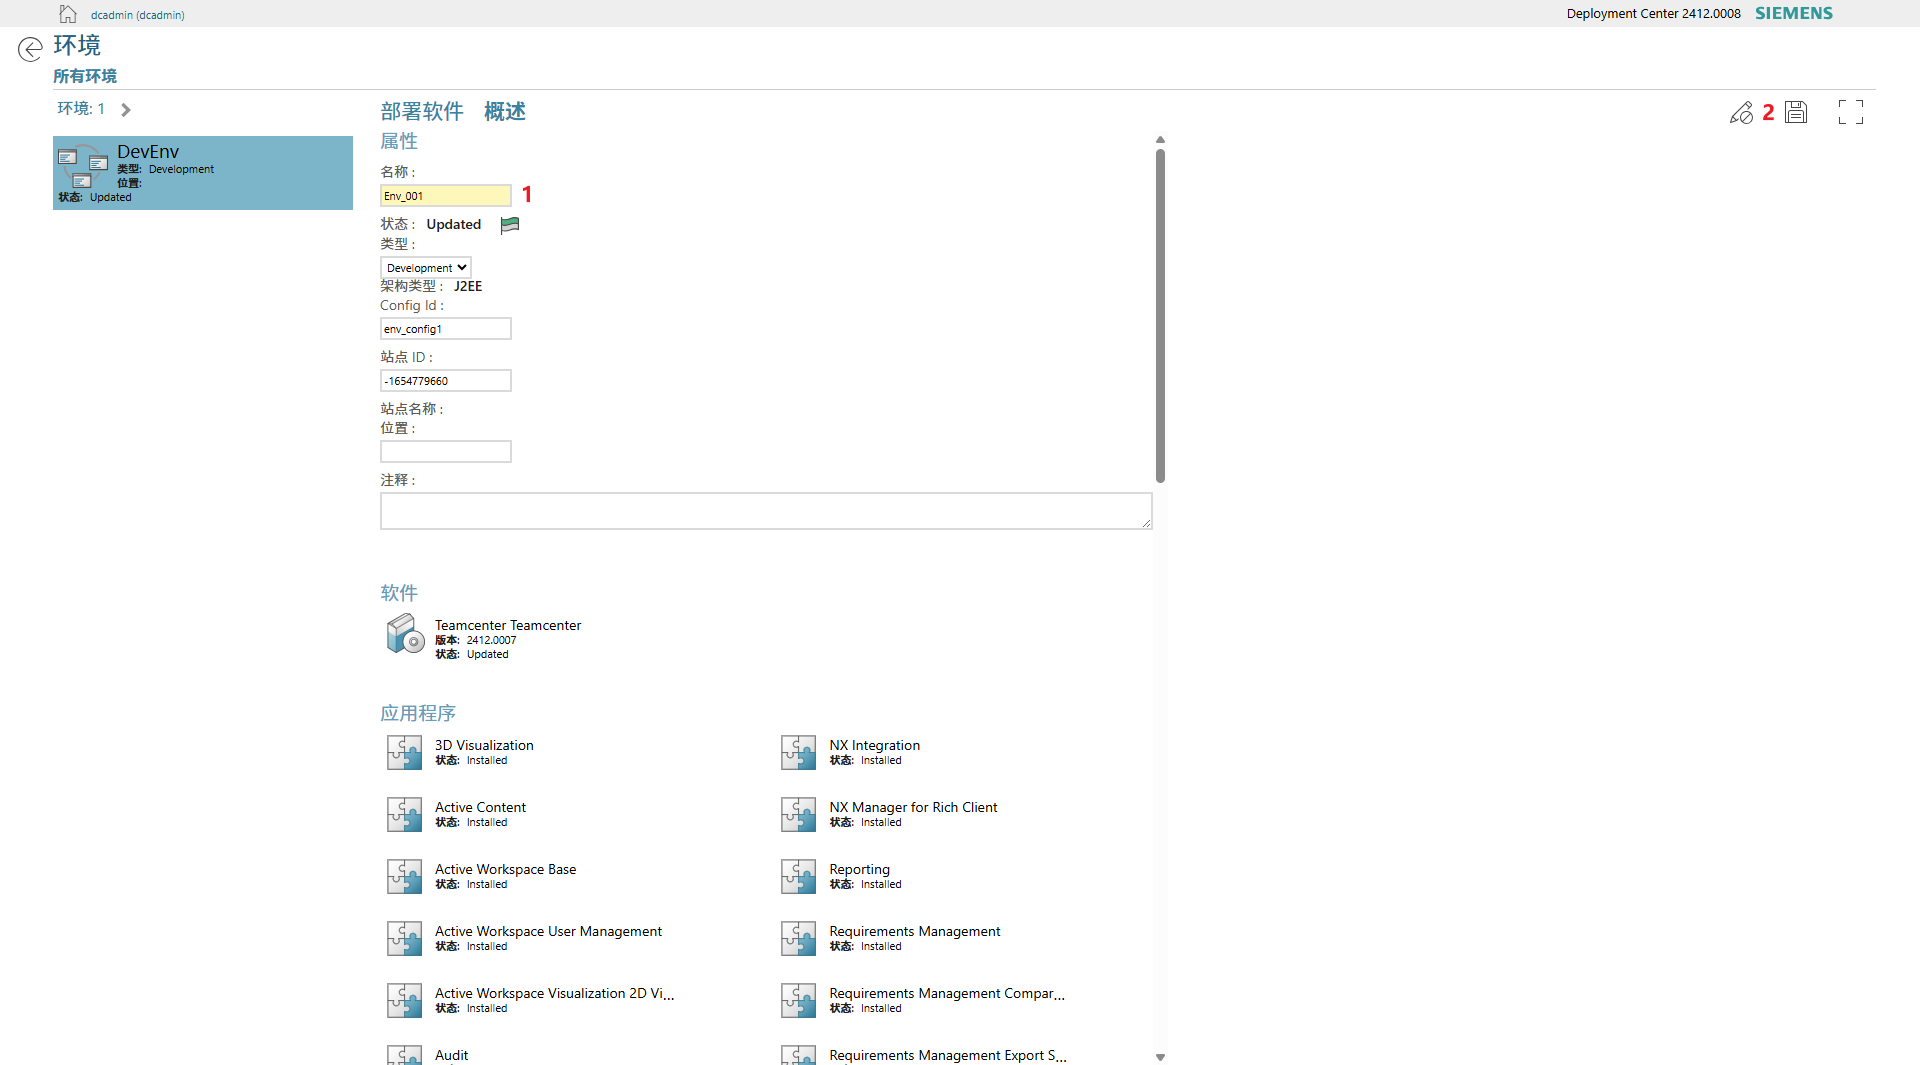 dcadmin (dcadmin)
Deployment Center 2412.0008 SIEMENS
环境
所有环境
环境: 1
DevEnv
类型: Development
位置:
状态: Updated
部署软件 概述
2
属性
名称 :
Env_001
1
状态 : Updated
类型 :
Development
架构类型 : J2EE
Config Id :
env_config1
站点 ID :
-1654779660
站点名称 :
位置 :
注释 :
软件
Teamcenter Teamcenter
版本: 2412.0007
状态: Updated
应用程序
3D Visualization
状态: Installed
NX Integration
状态: Installed
Active Content
状态: Installed
NX Manager for Rich Client
状态: Installed
Active Workspace Base
状态: Installed
Reporting
状态: Installed
Active Workspace User Management
状态: Installed
Requirements Management
状态: Installed
Active Workspace Visualization 2D Vi...
状态: Installed
Requirements Management Compar...
状态: Installed
Audit
Requirements Management Export S...